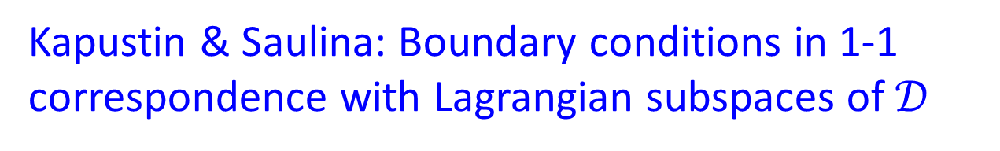 Kapustin & Saulina: Boundary conditions in 1-1
correspondence with Lagrangian subspaces of 𝒟